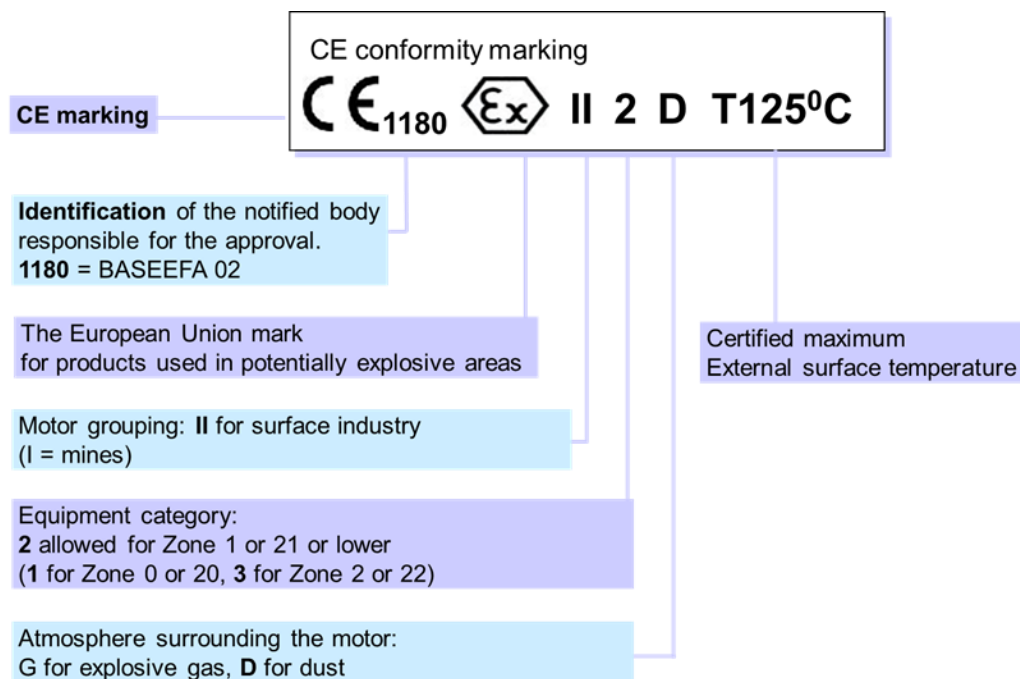 CE conformity marking
CE 1180 Ex II 2 D T125⁰C
CE marking
Identification of the notified body
responsible for the approval.
1180 = BASEEFA 02
The European Union mark
for products used in potentially explosive areas
Certified maximum
External surface temperature
Motor grouping: II for surface industry
(I = mines)
Equipment category:
2 allowed for Zone 1 or 21 or lower
(1 for Zone 0 or 20, 3 for Zone 2 or 22)
Atmosphere surrounding the motor:
G for explosive gas, D for dust